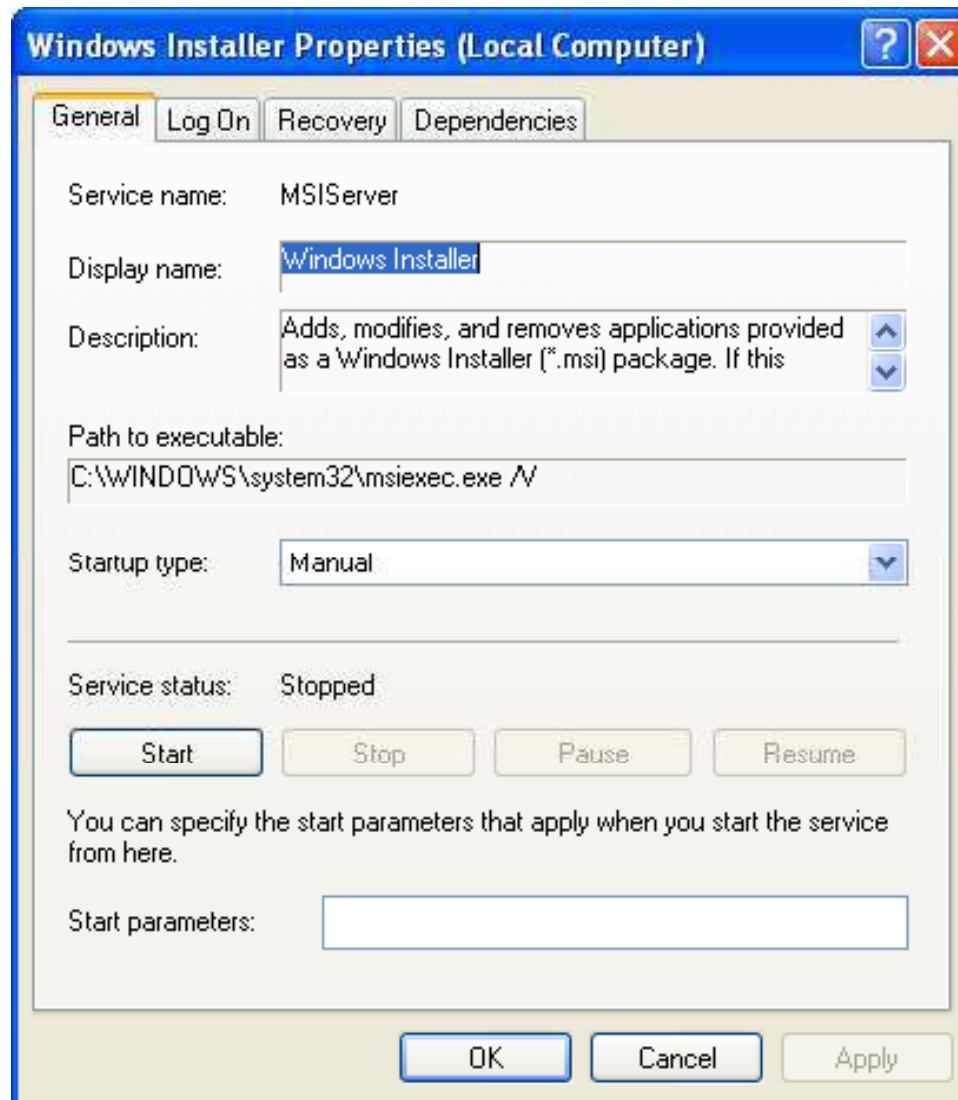 Windows Installer Properties (Local Computer)
General Log On Recovery Dependencies
Service name: MSIServer
Display name: Windows Installer
Description: Adds, modifies, and removes applications provided
as a Windows Installer (*.msi) package. If this
Path to executable:
C:\WINDOWS\system32\msiexec.exe /V
Startup type: Manual
Service status: Stopped
Start Stop Pause Resume
You can specify the start parameters that apply when you start the service
from here.
Start parameters:
OK Cancel Apply